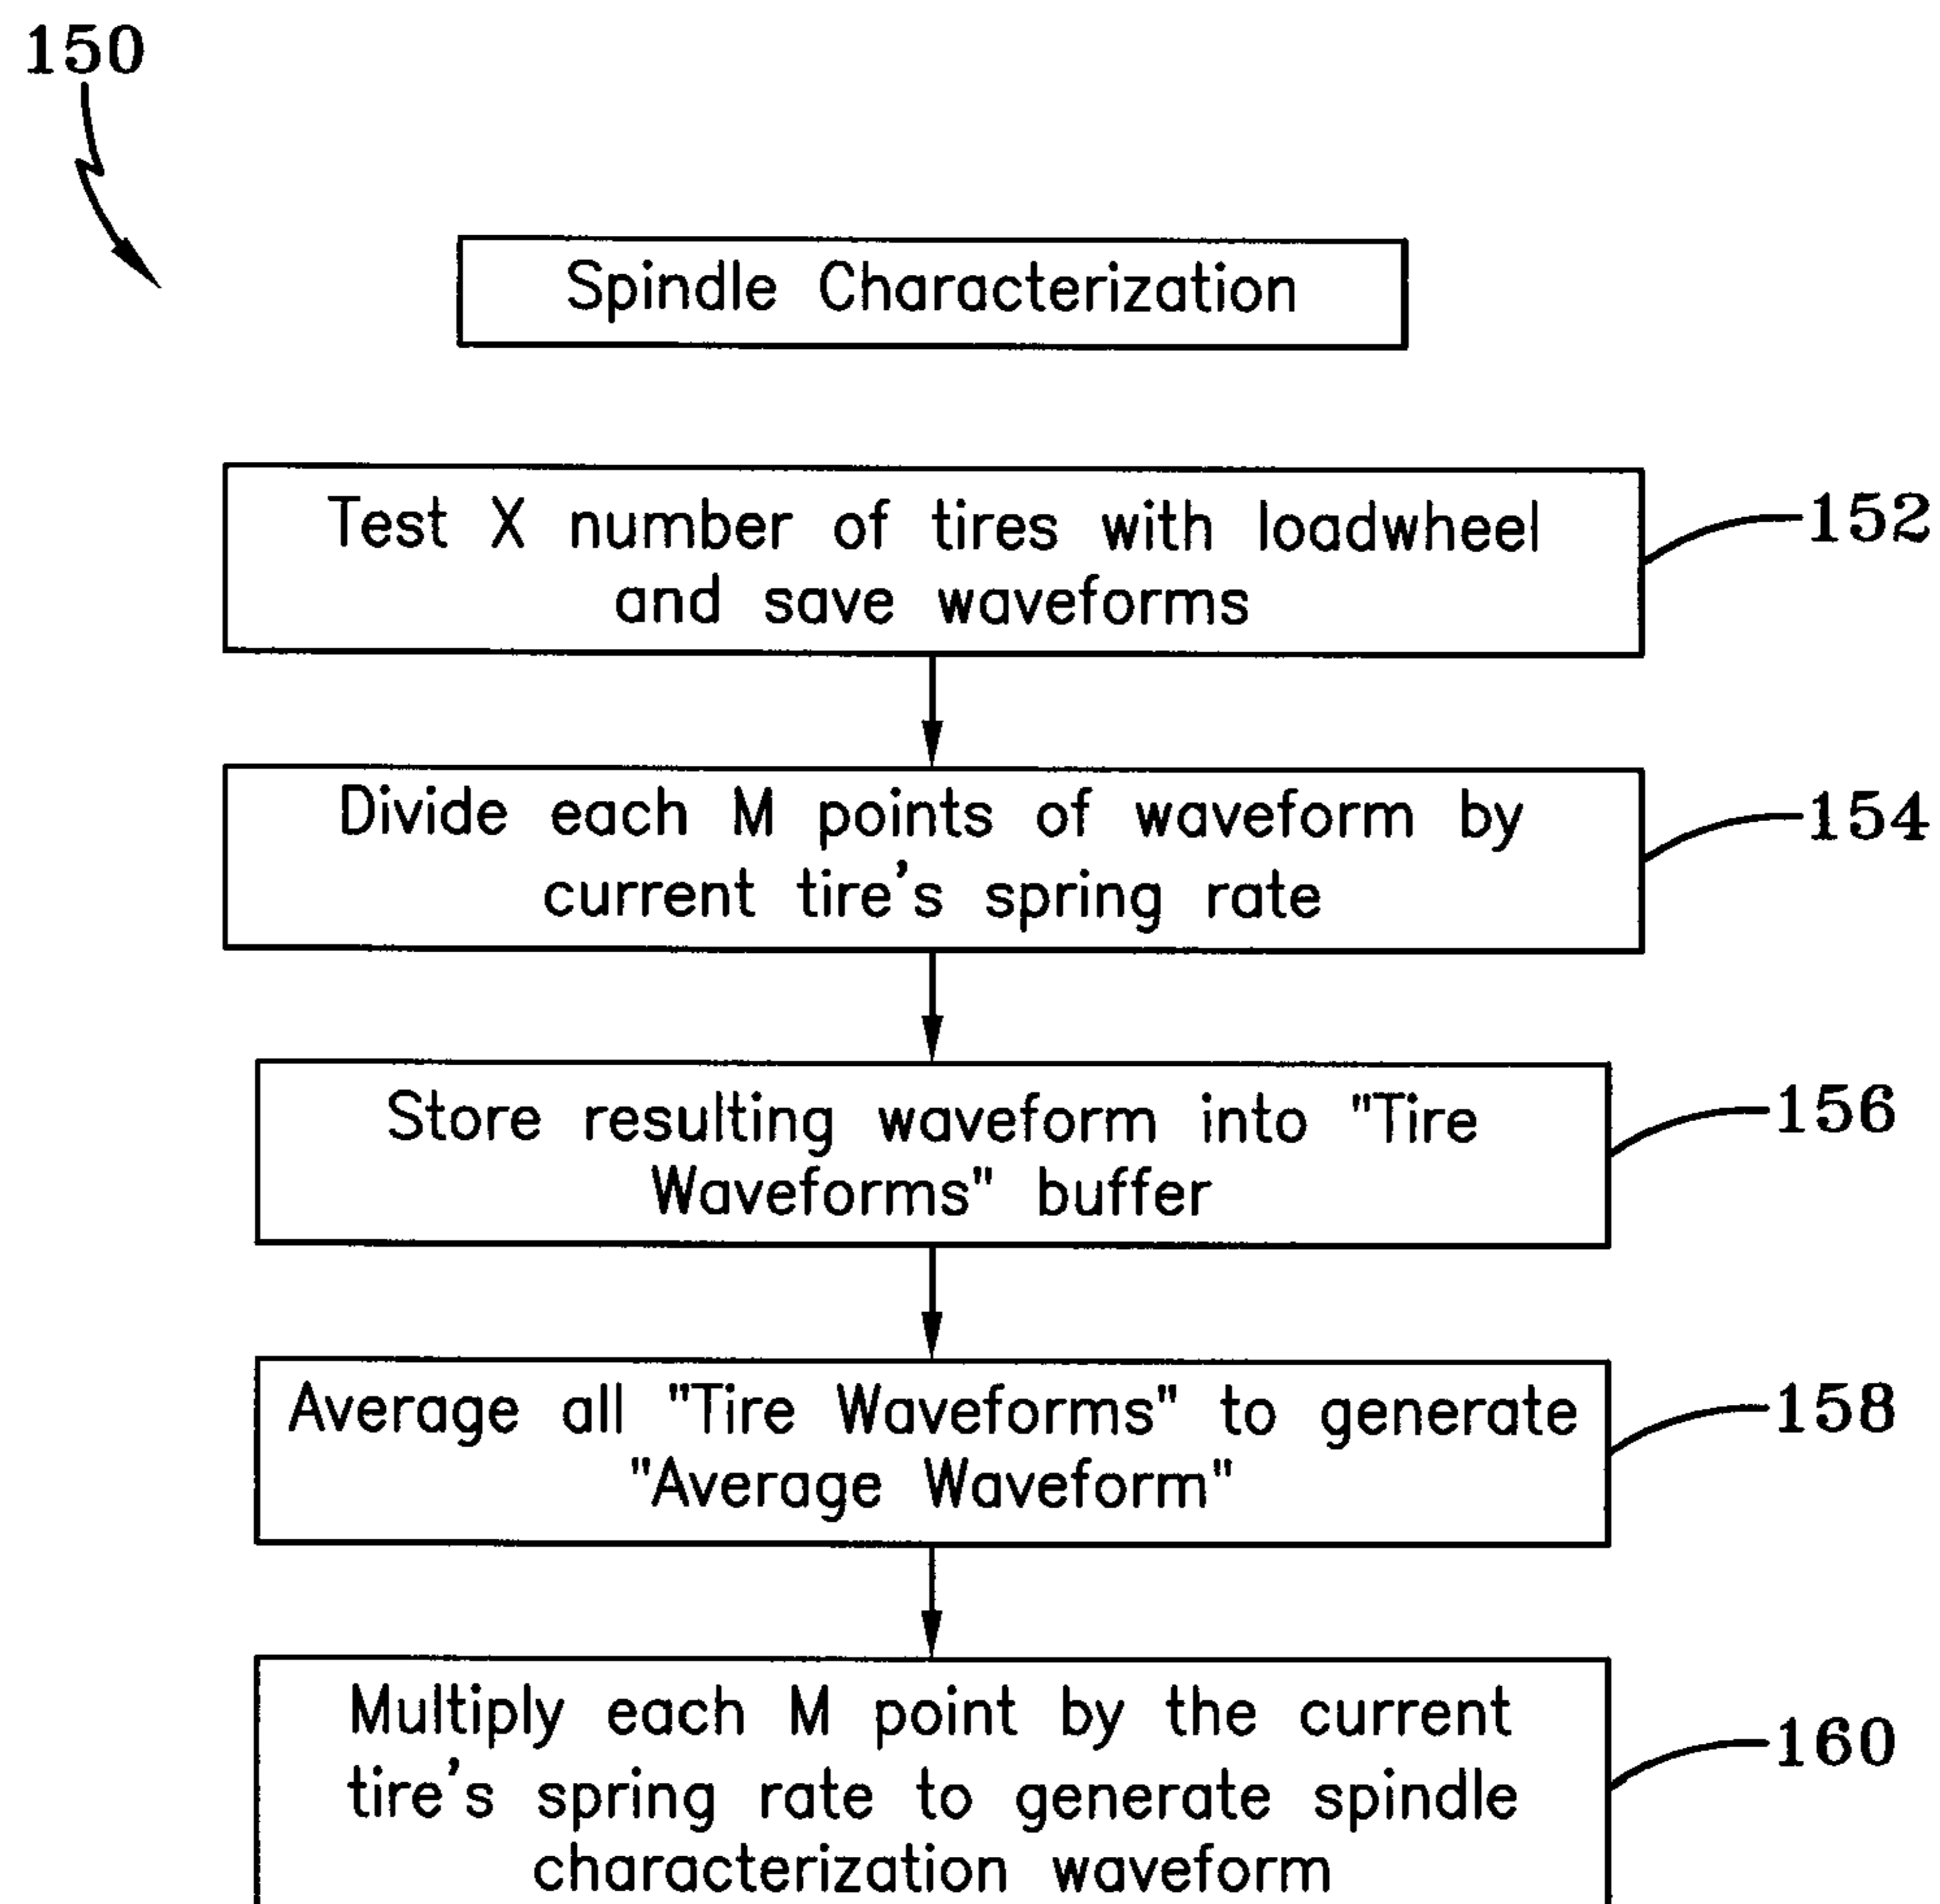 150
Spindle Characterization
Test X number of tires with loadwheel
and save waveforms
152
Divide each M points of waveform by
current tire's spring rate
154
Store resulting waveform into "Tire
Waveforms" buffer
156
Average all "Tire Waveforms" to generate
"Average Waveform"
158
Multiply each M point by the current
tire's spring rate to generate spindle
characterization waveform
160